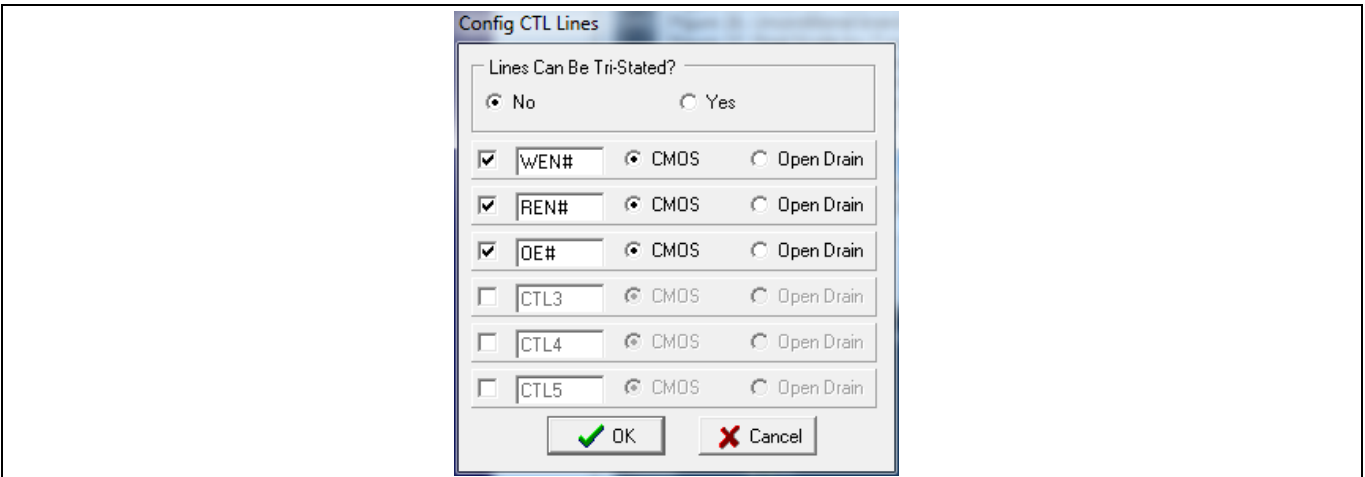 Config CTL Lines
Lines Can Be Tri-Stated?
No Yes
WEN# CMOS Open Drain
REN# CMOS Open Drain
OE# CMOS Open Drain
CTL3 CMOS Open Drain
CTL4 CMOS Open Drain
CTL5 CMOS Open Drain
OK Cancel